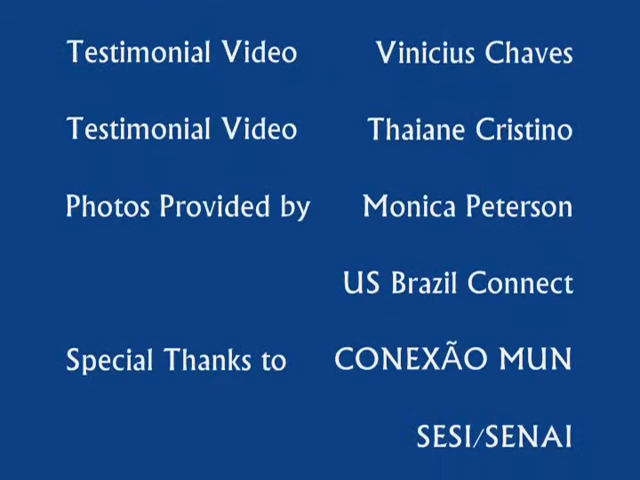 Testimonial Video Vinicius Chaves
Testimonial Video Thaiane Cristino
Photos Provided by Monica Peterson
US Brazil Connect
Special Thanks to CONEXÃO MUN
SESI/SENAI